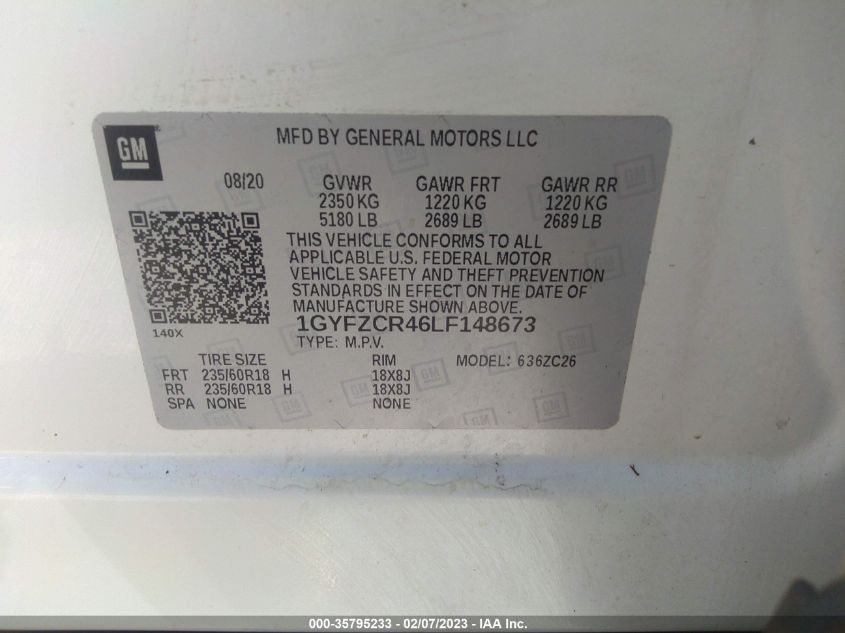 GM
MFD BY GENERAL MOTORS LLC
08/20 GVWR GAWR FRT GAWR RR
2350 KG 1220 KG 1220 KG
5180 LB 2689 LB 2689 LB
THIS VEHICLE CONFORMS TO ALL
APPLICABLE U.S. FEDERAL MOTOR
VEHICLE SAFETY AND THEFT PREVENTION
STANDARDS IN EFFECT ON THE DATE OF
MANUFACTURE SHOWN ABOVE.
140X
1GYFZCR46LF148673
TYPE: M.P.V.
TIRE SIZE RIM MODEL: 636ZC26
FRT 235/60R18 H 18X8J
RR 235/60R18 H 18X8J
SPA NONE NONE
000-35795233 - 02/07/2023 - IAA Inc.